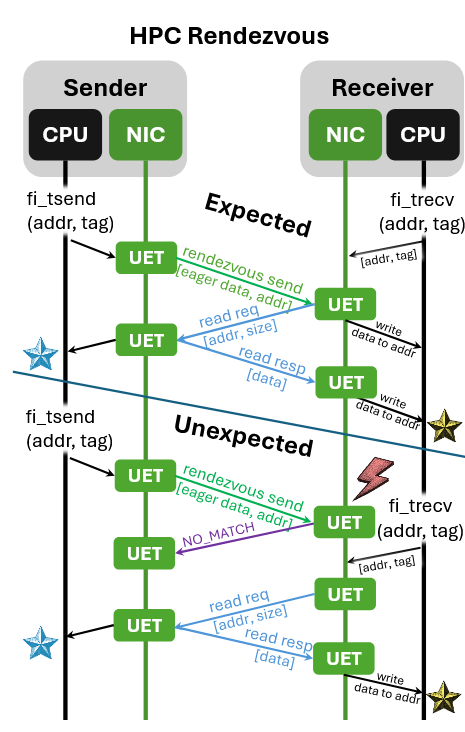 HPC Rendezvous
Sender
Receiver
CPU
NIC
NIC
CPU
fi_tsend
(addr, tag)
Expected
fi_trecv
(addr, tag)
[addr, tag]
UET
rendezvous send
[eager data, addr]
UET
read req
[addr, size]
write
data to addr
UET
read resp
[data]
UET
write
data to addr
fi_tsend
(addr, tag)
Unexpected
UET
rendezvous send
[eager data, addr]
UET
fi_trecv
(addr, tag)
NO_MATCH
UET
[addr, tag]
UET
read req
[addr, size]
UET
read resp
[data]
UET
write
data to addr